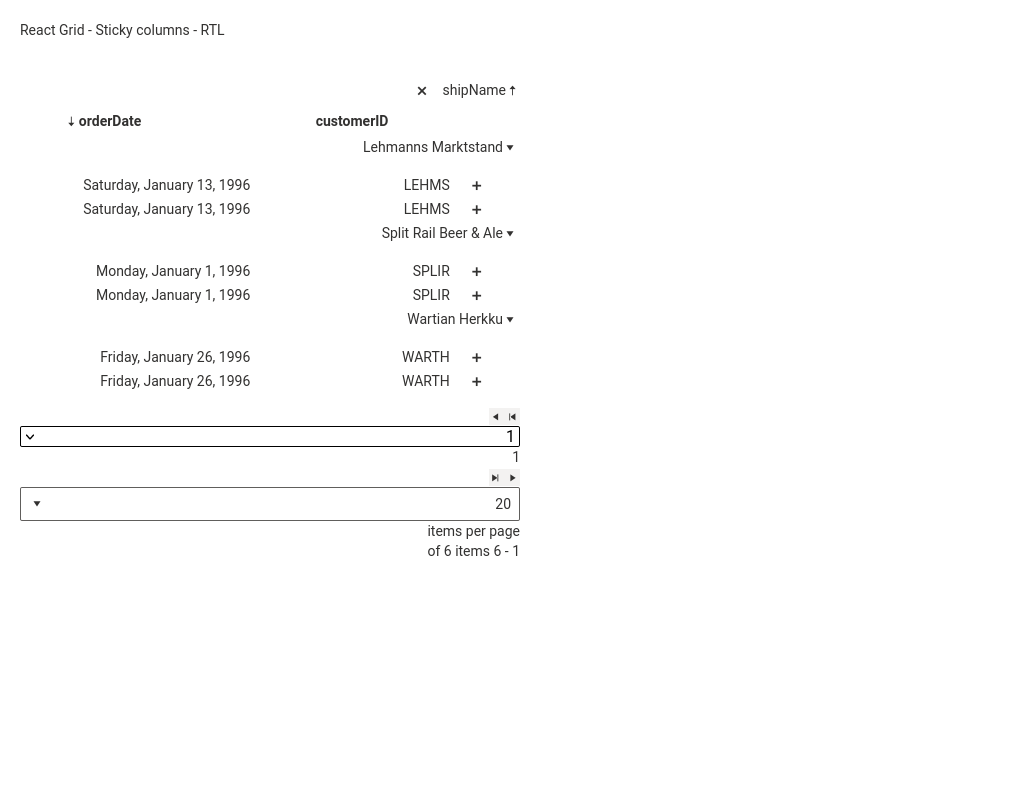 React Grid - Sticky columns - RTL
shipName
orderDate customerID
Lehmanns Marktstand
Saturday, January 13, 1996 LEHMS
Saturday, January 13, 1996 LEHMS
Split Rail Beer & Ale
Monday, January 1, 1996 SPLIR
Monday, January 1, 1996 SPLIR
Wartian Herkku
Friday, January 26, 1996 WARTH
Friday, January 26, 1996 WARTH
1
1
20
items per page
of 6 items 6 - 1